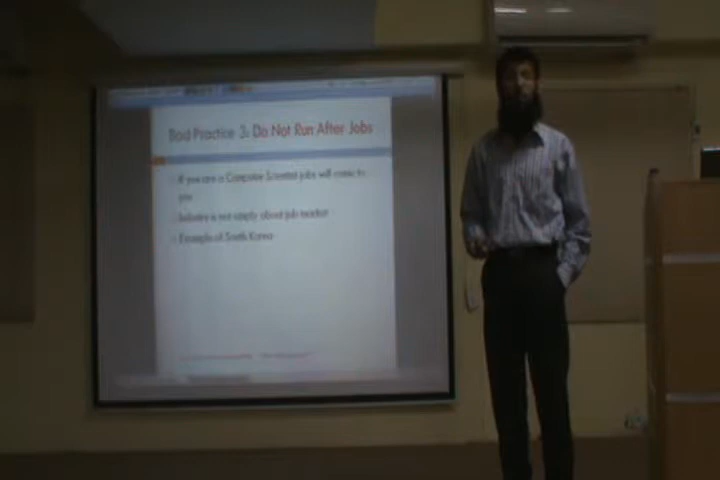 Bad Practice 3: Do Not Run After Jobs
If you are a Computer Scientist jobs will come to
you
Industry is not simply about job market
Example of South Korea